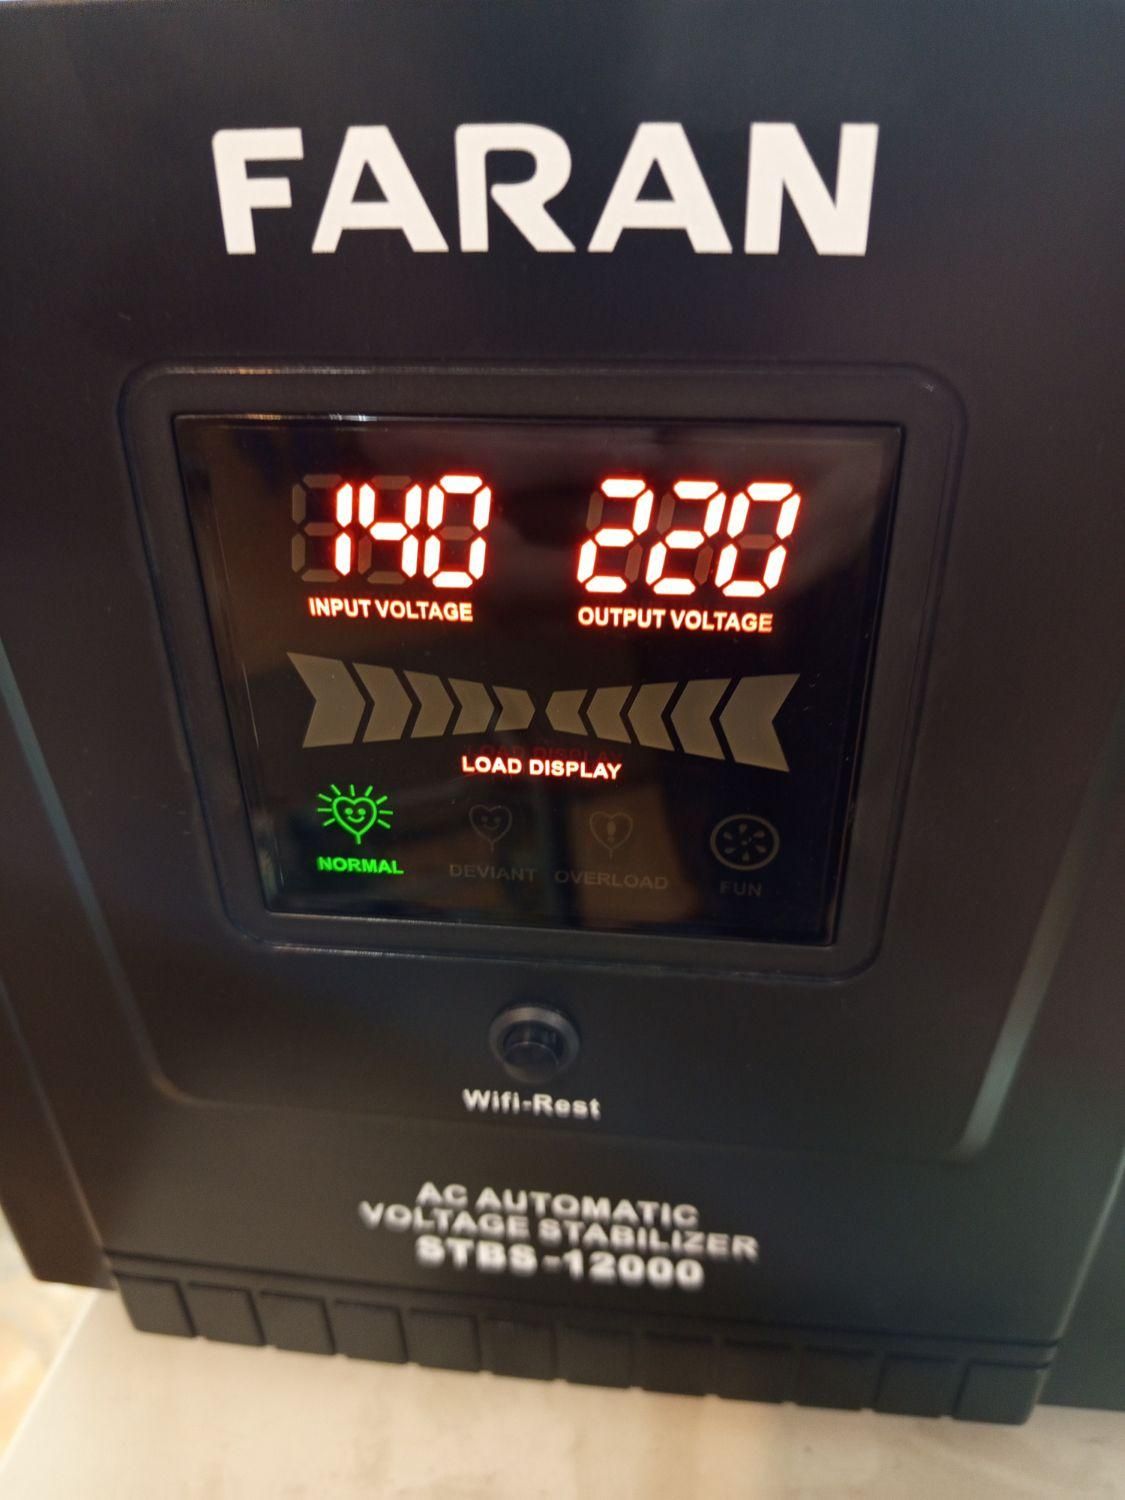 FARAN
140 220
INPUT VOLTAGE OUTPUT VOLTAGE
LOAD DISPLAY
NORMAL DEVIANT OVERLOAD FUN
Wifi-Rest
AC AUTOMATIC
VOLTAGE STABILIZER
STBS-12000